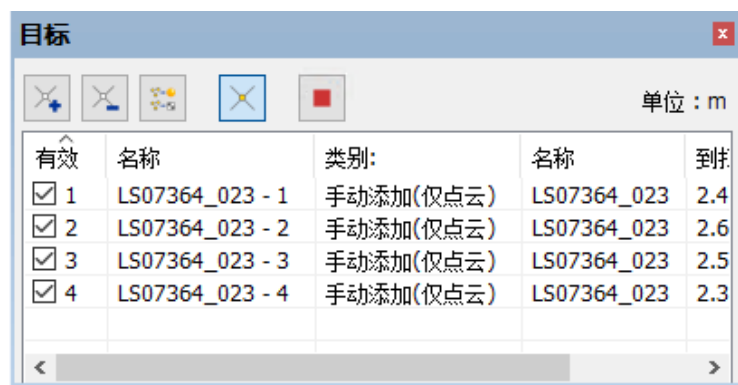 目标
单位：m
有效 名称 类别: 名称 到
1 LS07364_023 - 1 手动添加(仅点云) LS07364_023 2.4
2 LS07364_023 - 2 手动添加(仅点云) LS07364_023 2.6
3 LS07364_023 - 3 手动添加(仅点云) LS07364_023 2.5
4 LS07364_023 - 4 手动添加(仅点云) LS07364_023 2.3